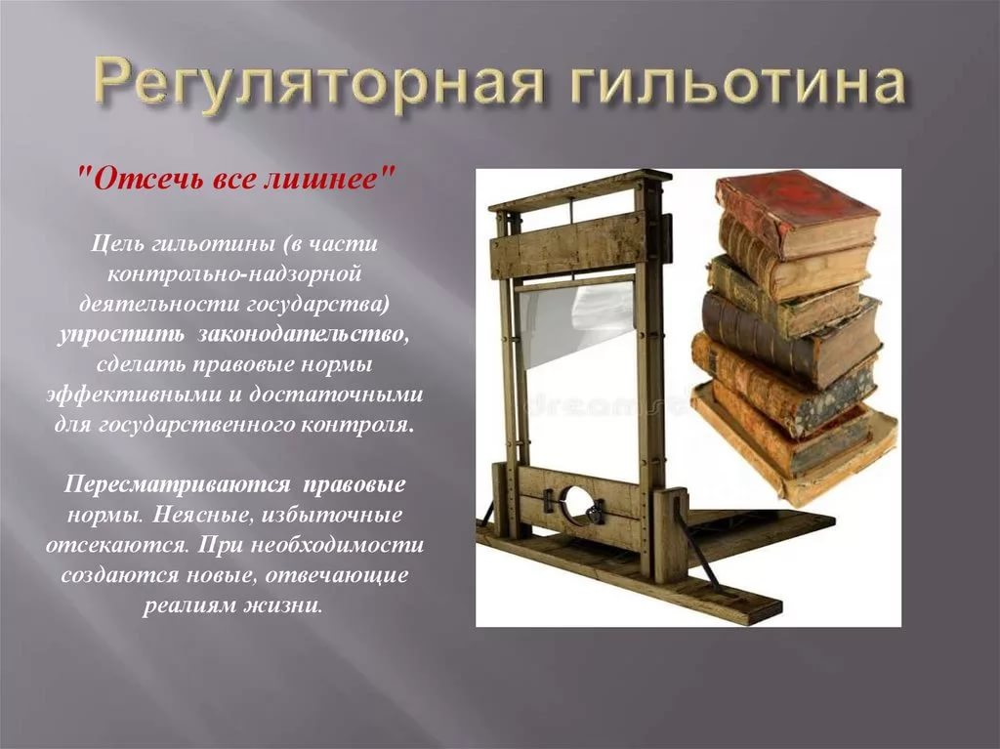 Регуляторная гильотина
"Отсечь все лишнее"
Цель гильотины (в части
контрольно-надзорной
деятельности государства)
упростить законодательство,
сделать правовые нормы
эффективными и достаточными
для государственного контроля.
Пересматриваются правовые
нормы. Неясные, избыточные
отсекаются. При необходимости
создаются новые, отвечающие
реалиям жизни.